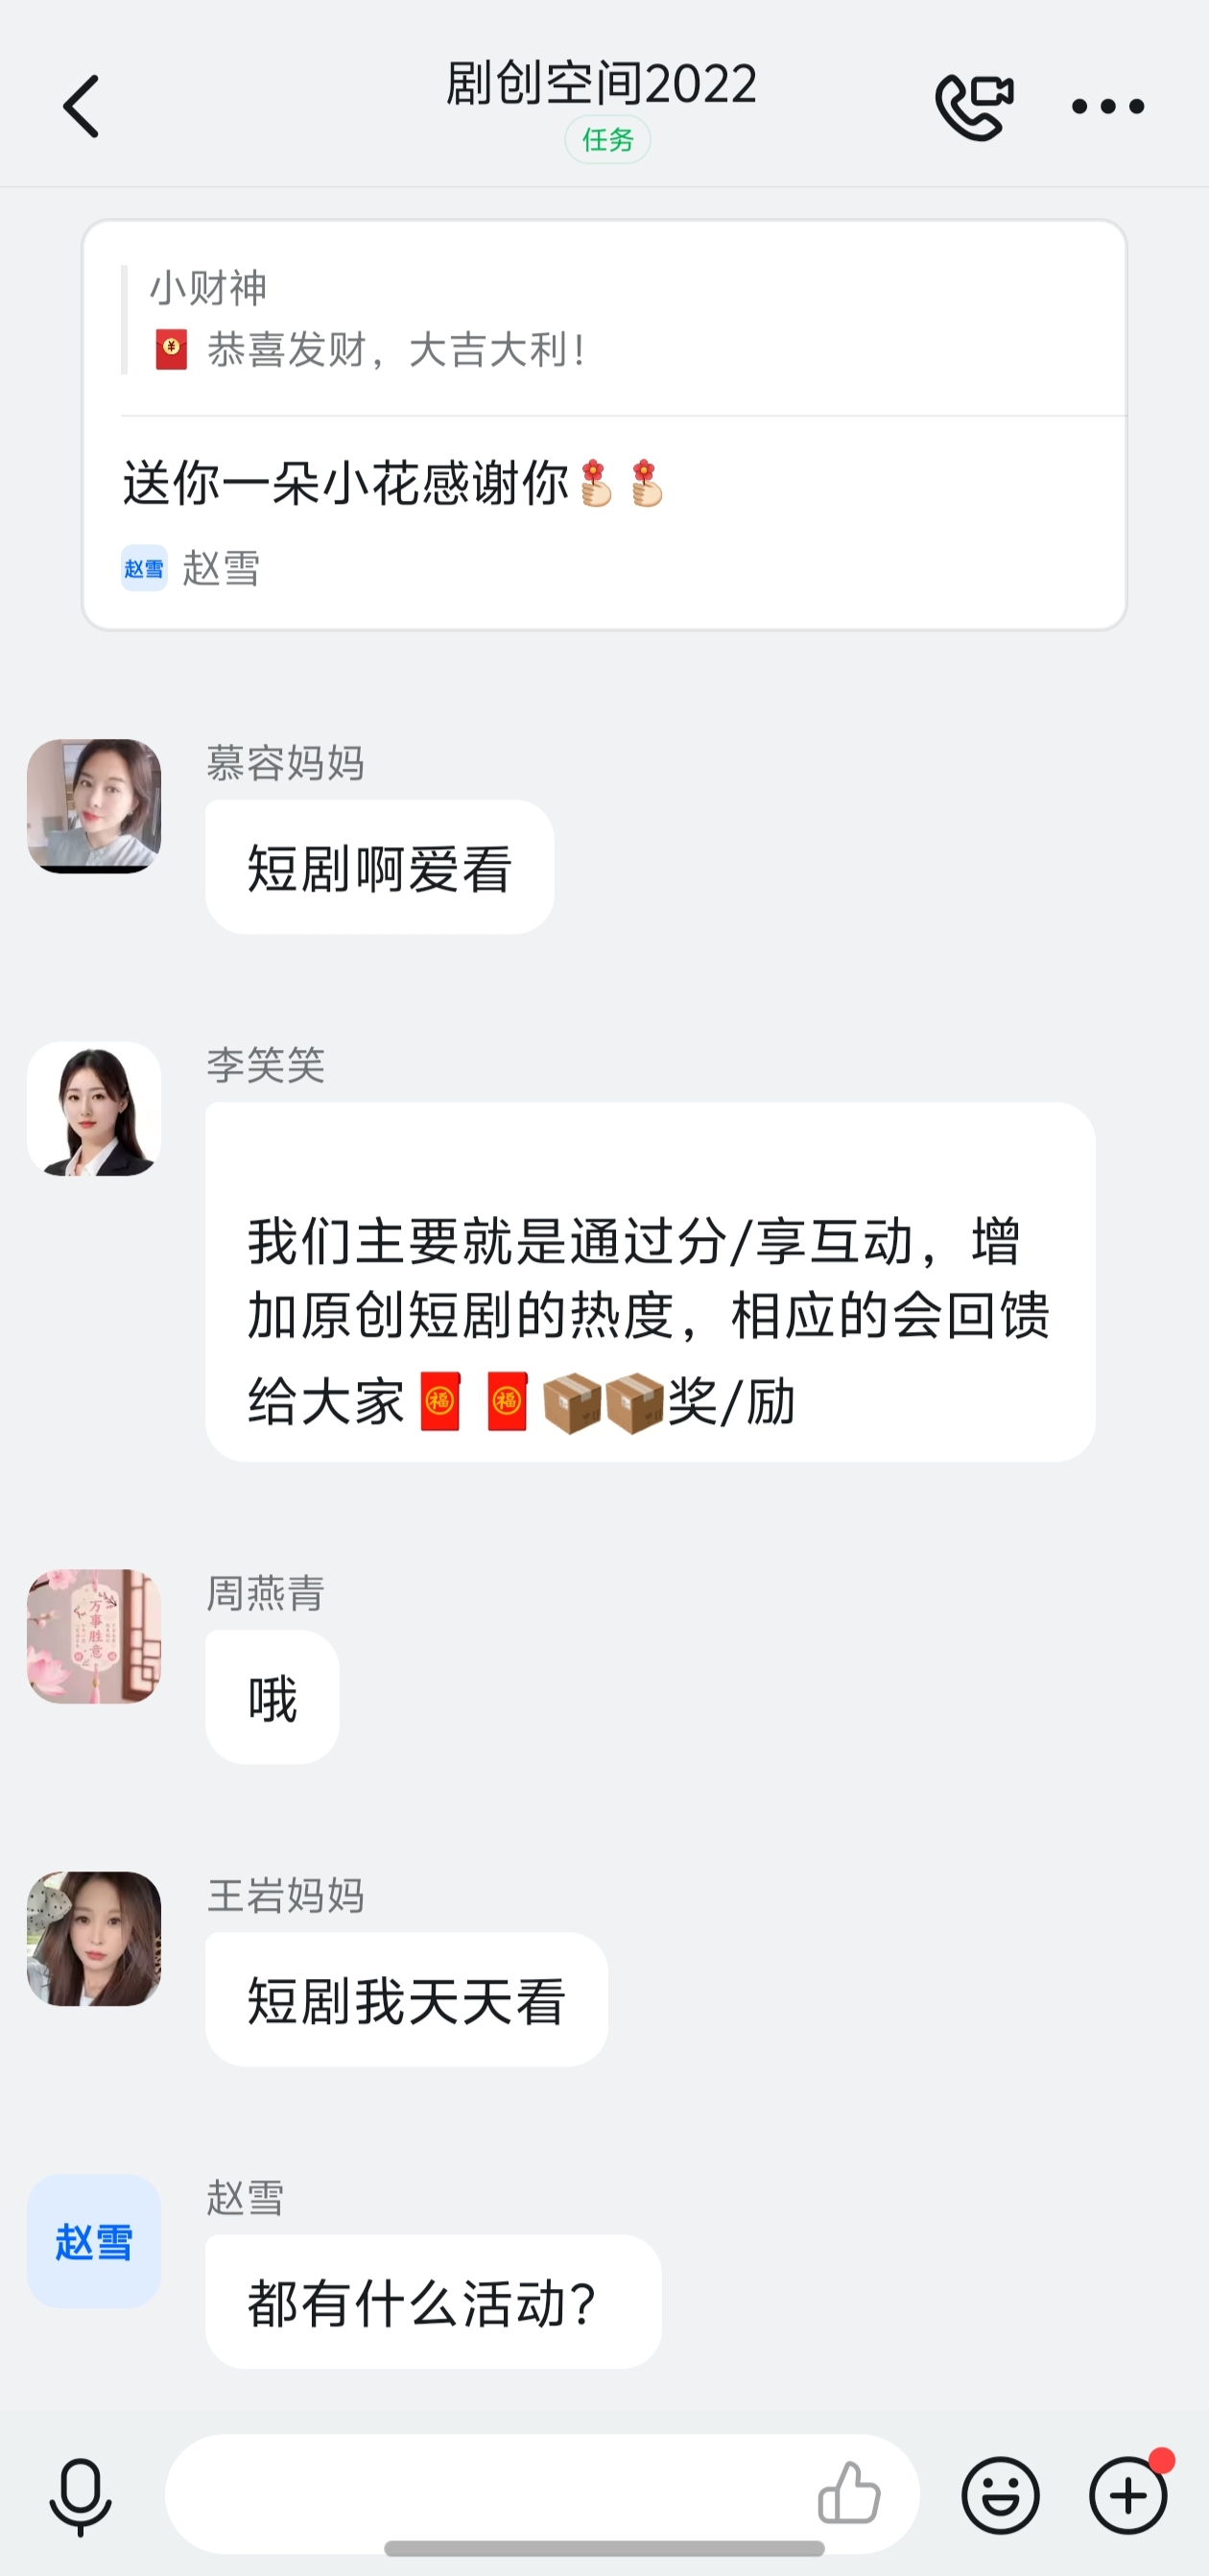 剧创空间2022
任务
小财神
恭喜发财，大吉大利！
送你一朵小花感谢你
赵雪 赵雪
慕容妈妈
短剧啊爱看
李笑笑
我们主要就是通过分/享互动，增
加原创短剧的热度，相应的会回馈
给大家福福奖/励
周燕青
万事胜意
哦
王岩妈妈
短剧我天天看
赵雪
赵雪
都有什么活动？